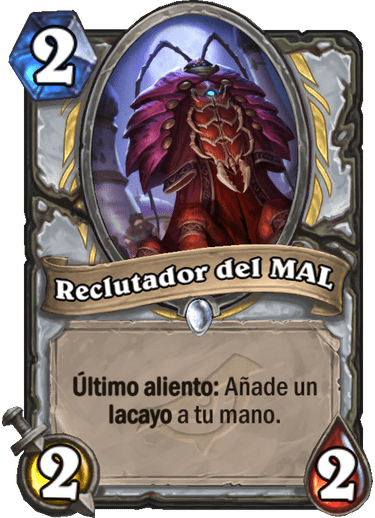 2
Reclutador del MAL
Último aliento: Añade un
lacayo a tu mano.
2
2